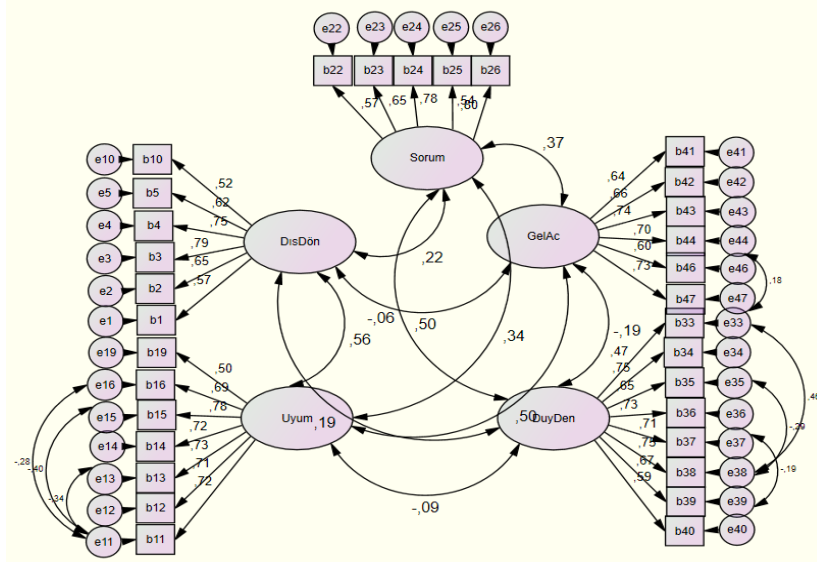 e22 e23 e24 e25 e26
b22 b23 b24 b25 b26
,57 ,65 ,78 ,54 ,60
Sorum
,37
e10 b10
e5 b5
e4 b4
e3 b3
e2 b2
e1 b1
,52
,62
,75
,79
,65
,57
DısDön
,22
GelAc
,64
,66
,74
,70
,60
,73
b41 e41
b42 e42
b43 e43
b44 e44
b46 e46
b47 e47
,18
-,06
,50
,34
,56
-,19
e19 b19
e16 b16
e15 b15
e14 b14
e13 b13
e12 b12
e11 b11
-,28
-,40
-,34
,50
,69
,78
,72
,73
,71
,72
Uyum
,19
,50
DuyDen
-,09
,47
,75
,65
,73
,71
,75
,67
,59
b33 e33
b34 e34
b35 e35
b36 e36
b37 e37
b38 e38
b39 e39
b40 e40
-,19